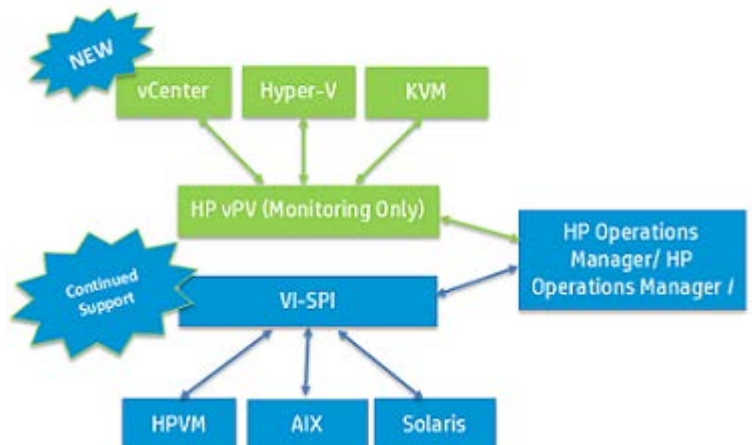 NEW
vCenter
Hyper-V
KVM
HP vPV (Monitoring Only)
HP Operations
Manager/ HP
Operations Manager i
Continued
Support
VI-SPI
HPVM
AIX
Solaris